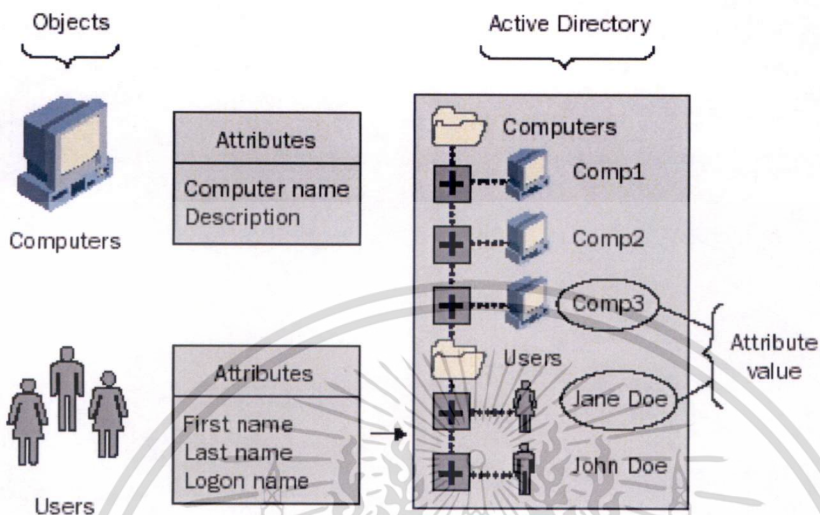 Objects
Active Directory
Attributes
Computer name
Description
Computers
Computers
Comp1
Comp2
Comp3
Attribute
value
Attributes
First name
Last name
Logon name
Users
Users
Jane Doe
John Doe